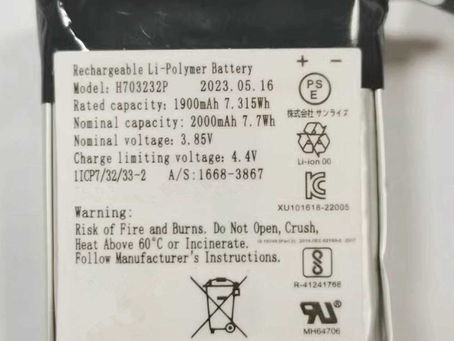 Rechargeable Li-Polymer Battery
Model: H703232P 2023.05.16
Rated capacity: 1900mAh 7.315Wh
Nominal capacity: 2000mAh 7.7Wh
Nominal voltage: 3.85V
Charge limiting voltage: 4.4V
1ICP7/32/33-2 A/S:1668-3867
Warning:
Risk of Fire and Burns. Do Not Open, Crush,
Heat Above 60°C or Incinerate.
Follow Manufacturer's Instructions.
+ -
PS
E
株式会社 サンライズ
Li-ion 00
XU101618-22005
R-41241768
MH64706